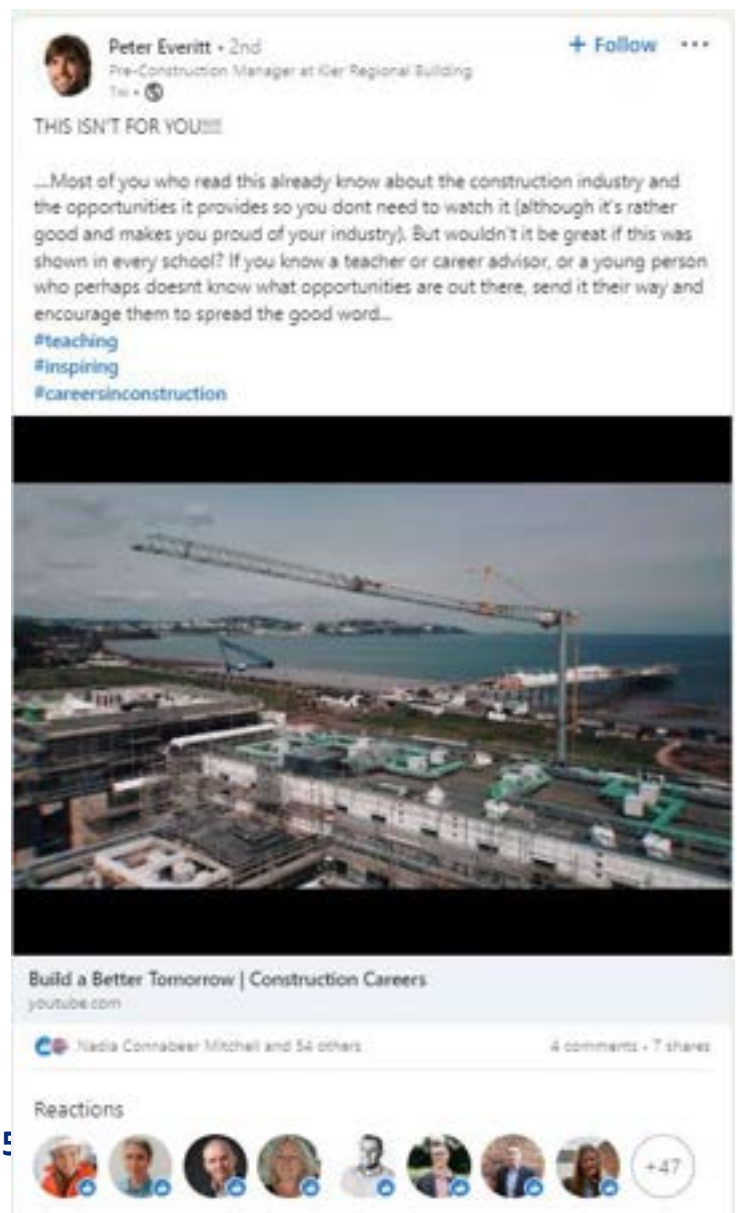 Peter Everitt • 2nd
+ Follow ...
Pre-Construction Manager at Kier Regional Building
1w •
THIS ISN'T FOR YOU!!!!
....Most of you who read this already know about the construction industry and
the opportunities it provides so you dont need to watch it (although it's rather
good and makes you proud of your industry). But wouldn't it be great if this was
shown in every school? If you know a teacher or career advisor, or a young person
who perhaps doesnt know what opportunities are out there, send it their way and
encourage them to spread the good word...
#teaching
#inspiring
#careersinconstruction
Build a Better Tomorrow | Construction Careers
youtube.com
Nadia Connabeer Mitchell and 54 others
4 comments • 7 shares
Reactions
5
+47